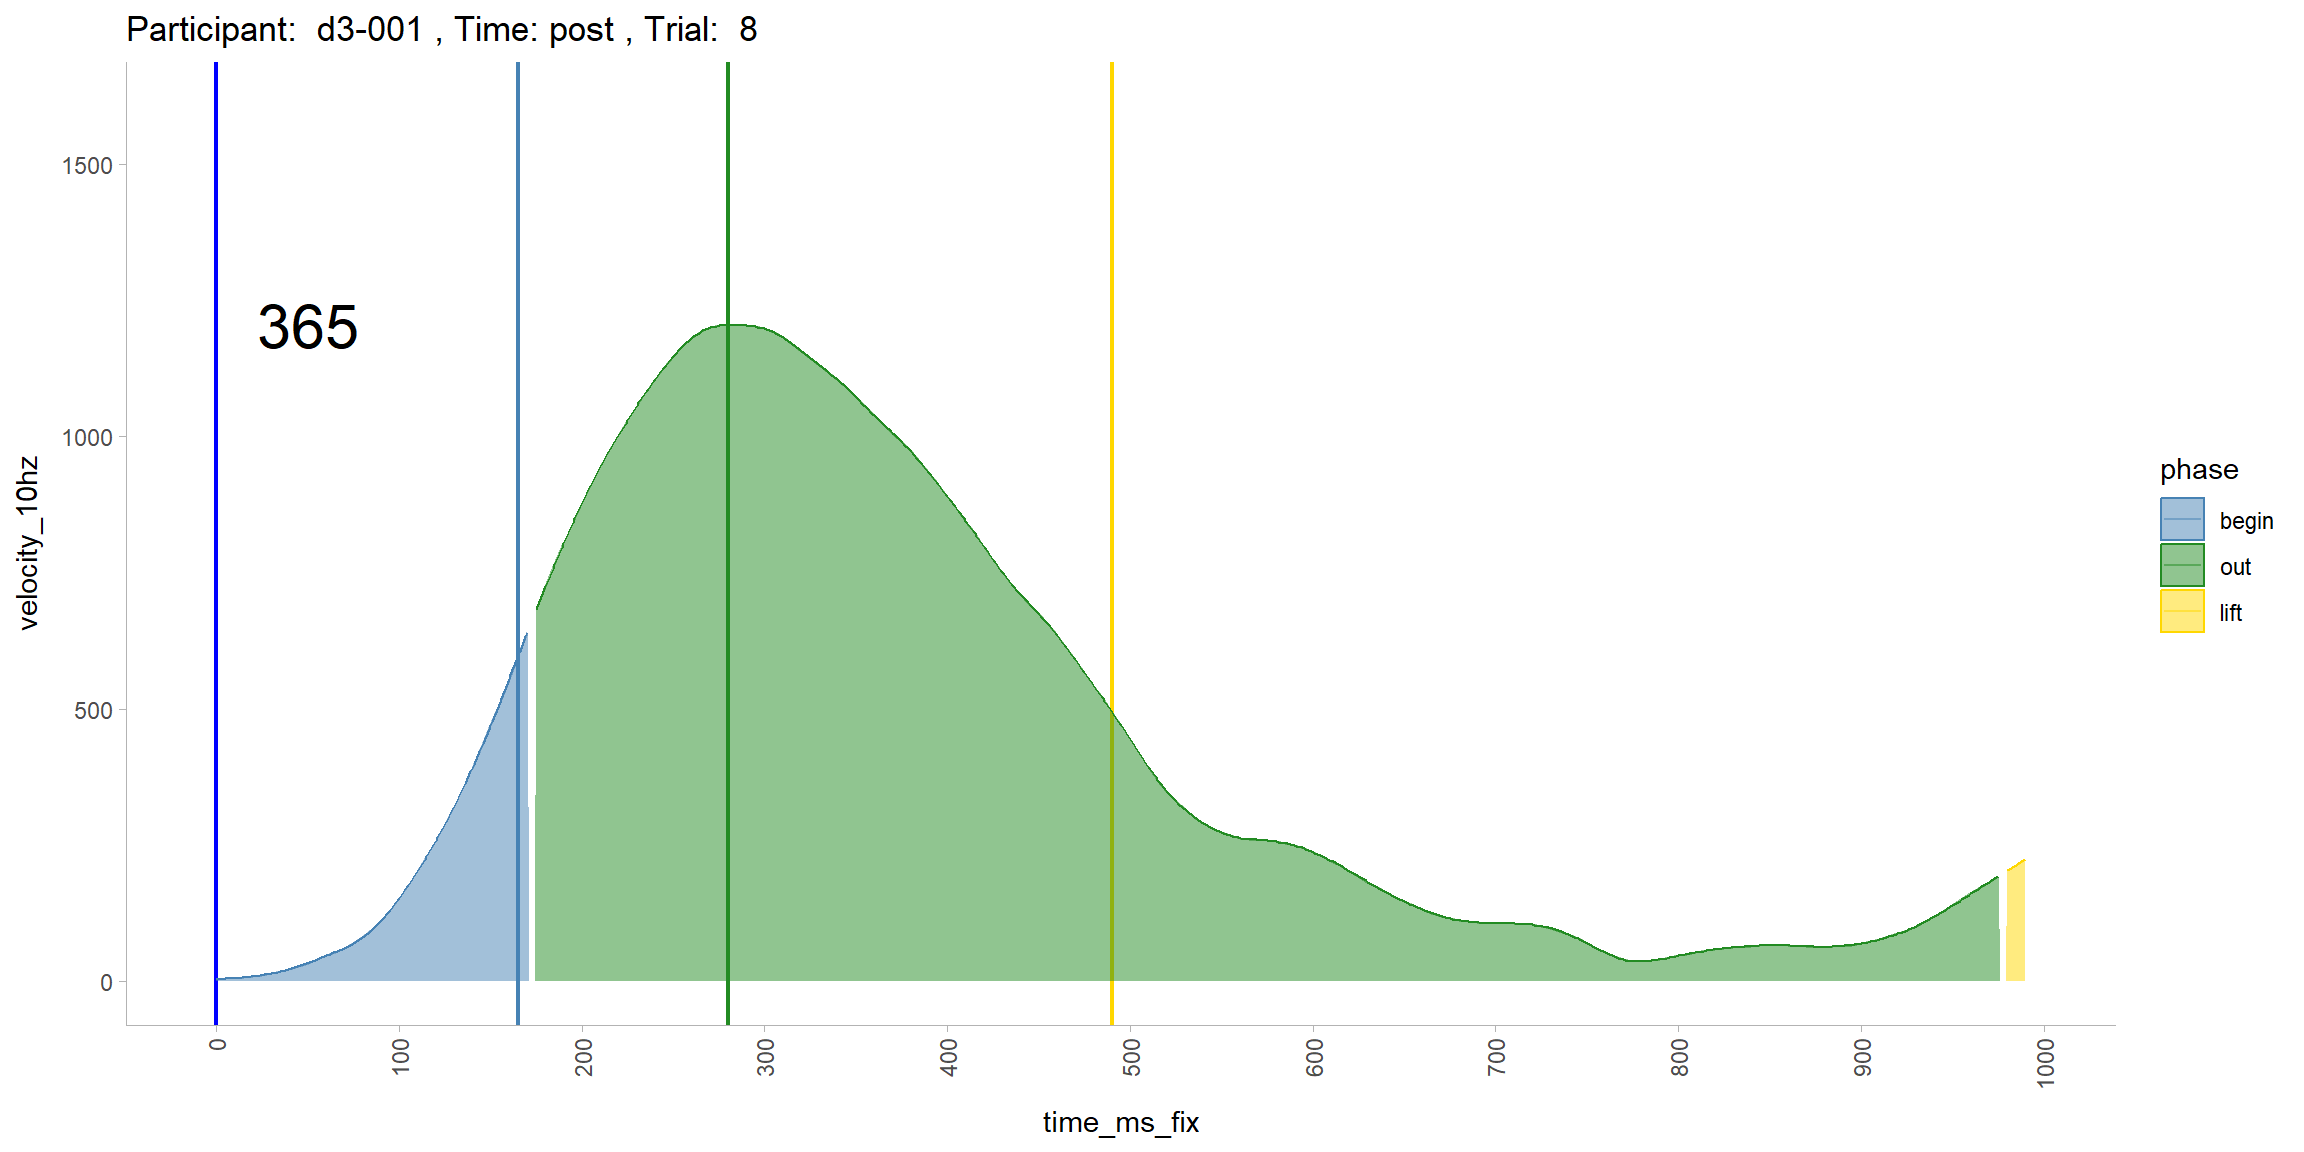 Participant:  d3-001 , Time: post , Trial:  8
365
velocity_10hz
1500
1000
500
0
0
100
200
300
400
500
600
700
800
900
1000
time_ms_fix
phase
begin
out
lift